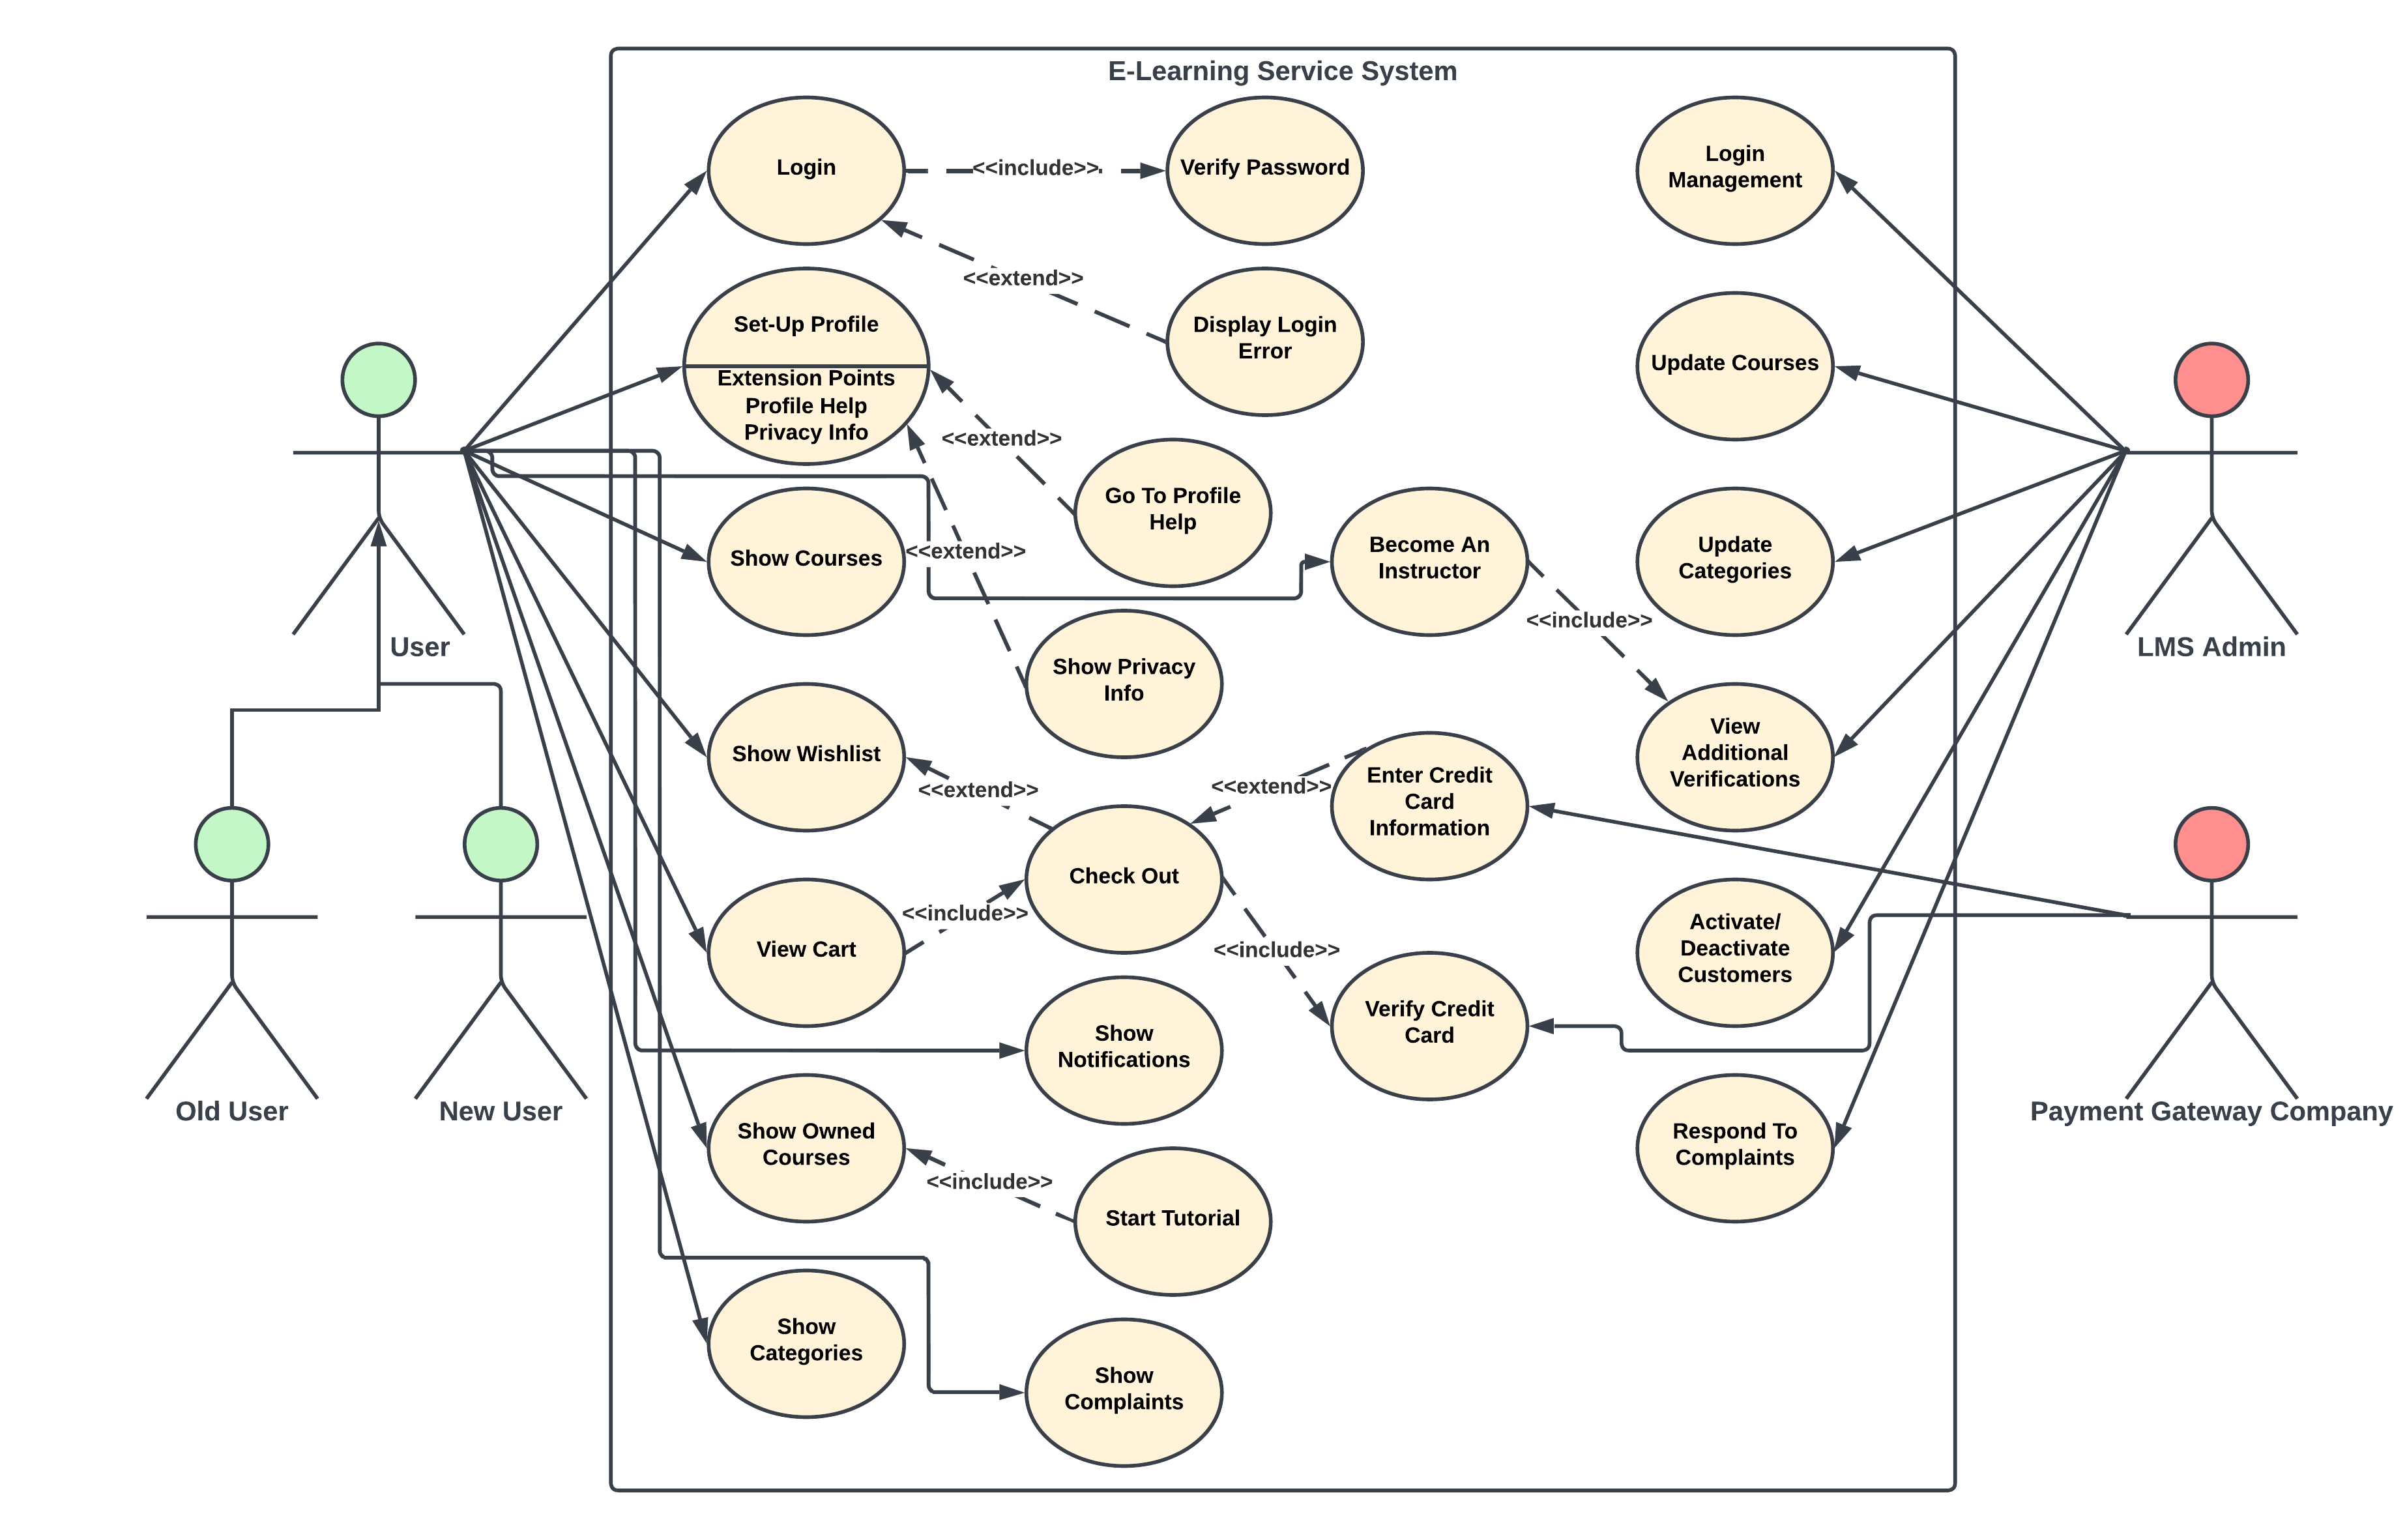 E-Learning Service System
Login
<<include>>
Verify Password
Login
Management
<<extend>>
Set-Up Profile
Extension Points
Profile Help
Privacy Info
Display Login
Error
Update Courses
<<extend>>
Go To Profile
Help
<<extend>>
Show Courses
Become An
Instructor
Update
Categories
<<include>>
User
LMS Admin
Show Privacy
Info
Show Wishlist
<<extend>>
<<extend>>
Enter Credit
Card
Information
View
Additional
Verifications
Check Out
<<include>>
View Cart
<<include>>
Activate/
Deactivate
Customers
Show
Notifications
Verify Credit
Card
Old User
New User
Payment Gateway Company
Show Owned
Courses
<<include>>
Start Tutorial
Respond To
Complaints
Show
Categories
Show
Complaints